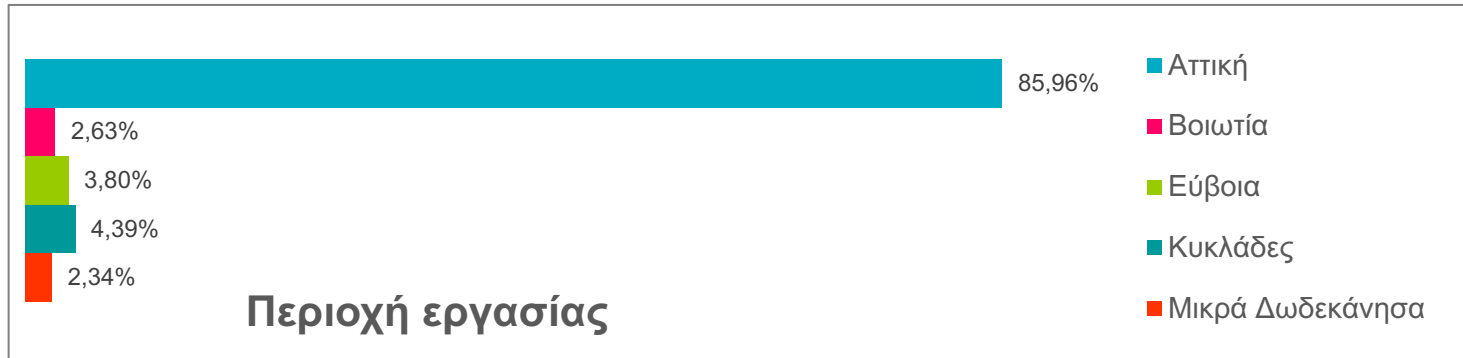 85,96%
2,63%
3,80%
4,39%
2,34%
Περιοχή εργασίας
Αττική
Βοιωτία
Εύβοια
Κυκλάδες
Μικρά Δωδεκάνησα